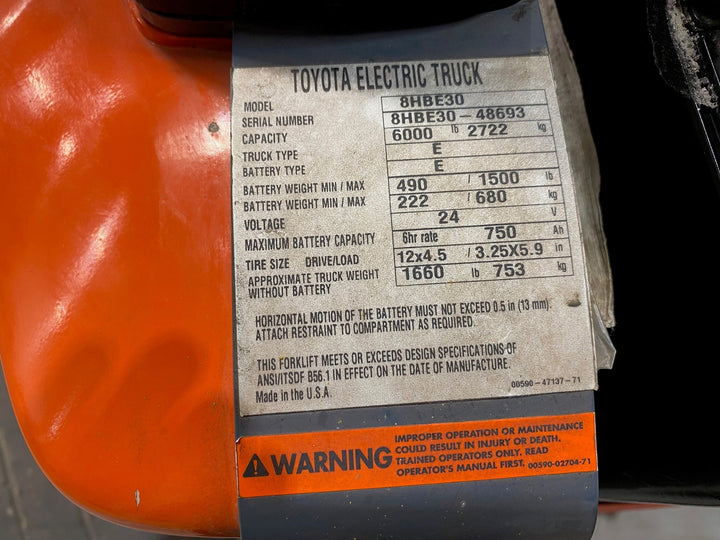 TOYOTA ELECTRIC TRUCK
MODEL 8HBE30
SERIAL NUMBER 8HBE30-48693
CAPACITY 6000 lb 2722 kg
TRUCK TYPE E
BATTERY TYPE E
BATTERY WEIGHT MIN / MAX 490 / 1500 lb
BATTERY WEIGHT MIN / MAX 222 / 680 kg
VOLTAGE 24 V
MAXIMUM BATTERY CAPACITY 6hr rate 750 Ah
TIRE SIZE DRIVE/LOAD 12x4.5 / 3.25X5.9 in
APPROXIMATE TRUCK WEIGHT 1660 lb 753 kg
WITHOUT BATTERY
HORIZONTAL MOTION OF THE BATTERY MUST NOT EXCEED 0.5 in (13 mm).
ATTACH RESTRAINT TO COMPARTMENT AS REQUIRED.
THIS FORKLIFT MEETS OR EXCEEDS DESIGN SPECIFICATIONS OF
ANSI/ITSDF B56.1 IN EFFECT ON THE DATE OF MANUFACTURE.
Made in the U.S.A. 00590-47137-71
WARNING
IMPROPER OPERATION OR MAINTENANCE
COULD RESULT IN INJURY OR DEATH.
TRAINED OPERATORS ONLY. READ
OPERATOR'S MANUAL FIRST. 00590-02704-71